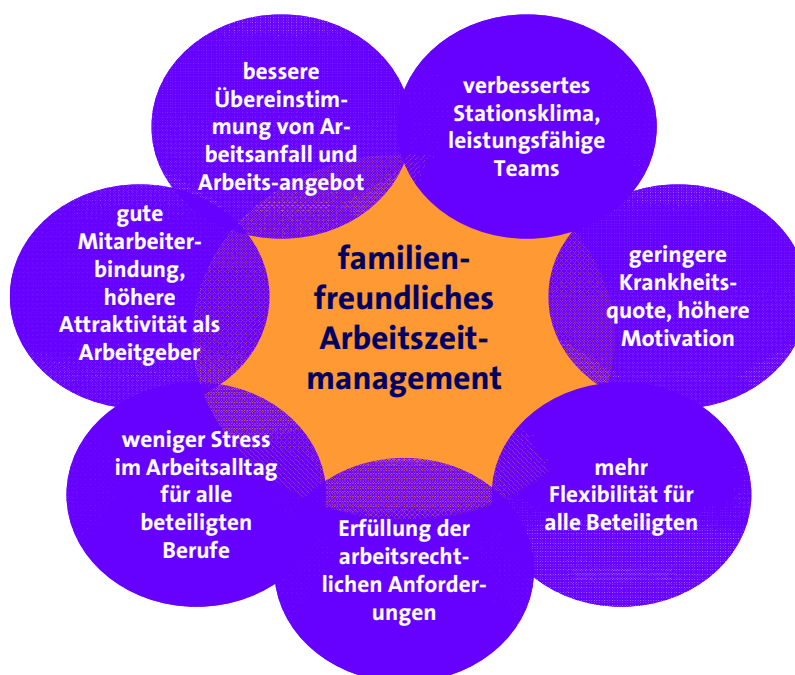 bessere
Übereinstim-
mung von Ar-
beitsanfall und
Arbeits-angebot
verbessertes
Stationsklima,
leistungsfähige
Teams
gute
Mitarbeiter-
bindung,
höhere
Attraktivität als
Arbeitgeber
familien-
freundliches
Arbeitszeit-
management
geringere
Krankheits-
quote, höhere
Motivation
weniger Stress
im Arbeitsalltag
für alle
beteiligten
Berufe
mehr
Flexibilität für
alle Beteiligten
Erfüllung der
arbeitsrecht-
lichen Anforder-
ungen